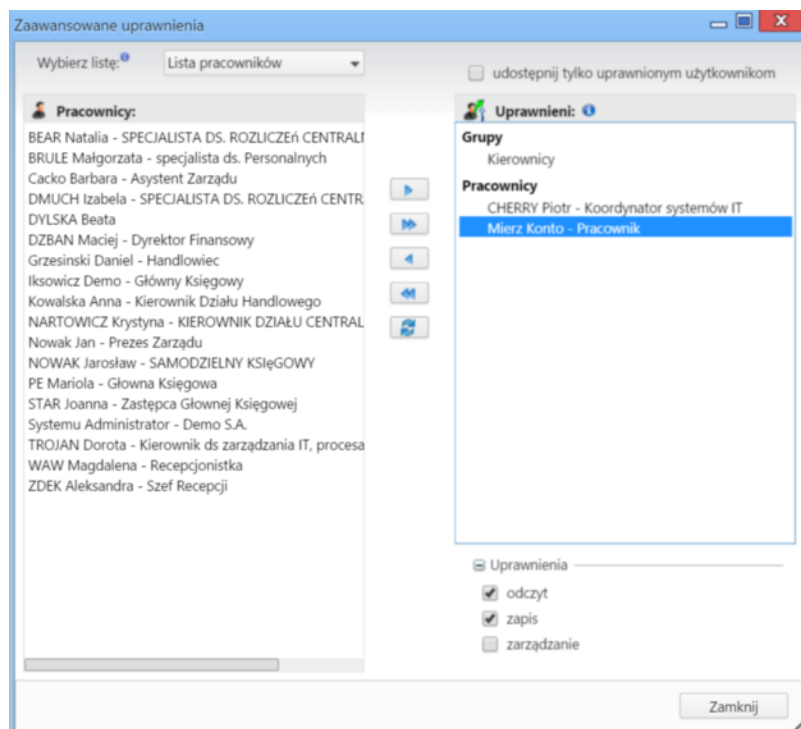 Zaawansowane uprawnienia
Wybierz listę:
Lista pracowników
udostępnij tylko uprawnionym użytkownikom
Pracownicy:
BEAR Natalia - SPECJALISTA DS. ROZLICZEń CENTRALN
BRULE Małgorzata - specjalista ds. Personalnych
Cacko Barbara - Asystent Zarządu
DMUCH Izabela - SPECJALISTA DS. ROZLICZEń CENTR
DYLSKA Beata
DZBAN Maciej - Dyrektor Finansowy
Grzesinski Daniel - Handlowiec
Iksowicz Demo - Główny Księgowy
Kowalska Anna - Kierownik Działu Handlowego
NARTOWICZ Krystyna - KIEROWNIK DZIAŁU CENTRAL
Nowak Jan - Prezes Zarządu
NOWAK Jarosław - SAMODZIELNY KSIęGOWY
PE Mariola - Głowna Księgowa
STAR Joanna - Zastępca Głownej Księgowej
Systemu Administrator - Demo S.A.
TROJAN Dorota - Kierownik ds zarządzania IT, procesa
WAW Magdalena - Recepcjonistka
ZDEK Aleksandra - Szef Recepcji
Uprawnieni:
Grupy
Kierownicy
Pracownicy
CHERRY Piotr - Koordynator systemów IT
Mierz Konto - Pracownik
Uprawnienia
odczyt
zapis
zarządzanie
Zamknij